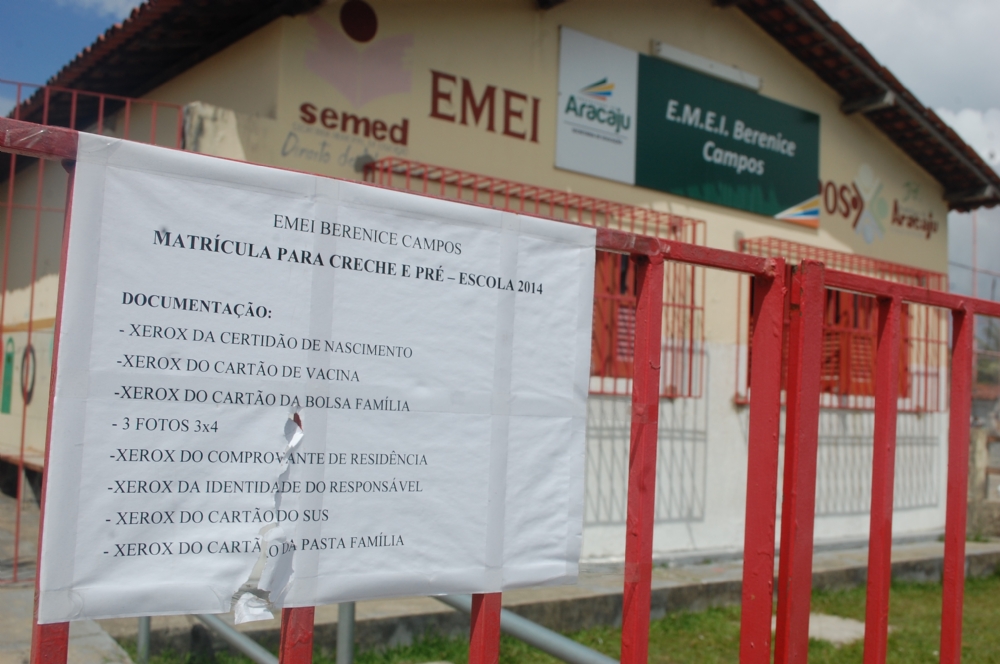 semed
EMEI
Aracaju
E.M.E.I. Berenice
Campos
Aracaju
EMEI BERENICE CAMPOS
MATRÍCULA PARA CRECHE E PRÉ – ESCOLA 2014
DOCUMENTAÇÃO:
- XEROX DA CERTIDÃO DE NASCIMENTO
-XEROX DO CARTÃO DE VACINA
-XEROX DO CARTÃO DA BOLSA FAMÍLIA
- 3 FOTOS 3x4
-XEROX DO COMPROVANTE DE RESIDÊNCIA
-XEROX DA IDENTIDADE DO RESPONSÁVEL
- XEROX DO CARTÃO DO SUS
- XEROX DO CARTÃO DA PASTA FAMÍLIA